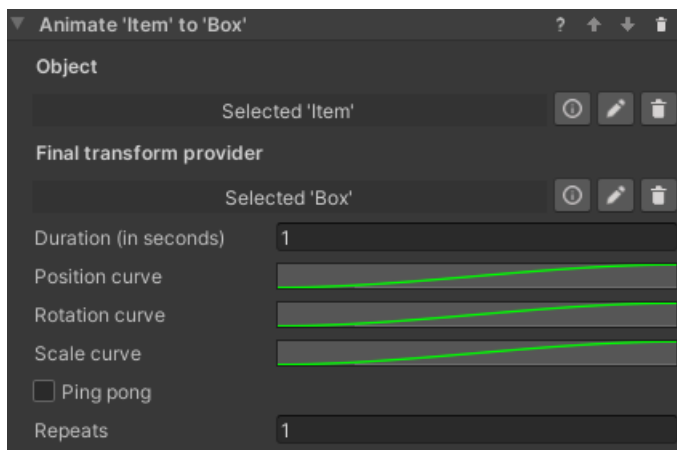 Animate 'Item' to 'Box' ?
Object
Selected 'Item'
Final transform provider
Selected 'Box'
Duration (in seconds) 1
Position curve
Rotation curve
Scale curve
Ping pong
Repeats 1